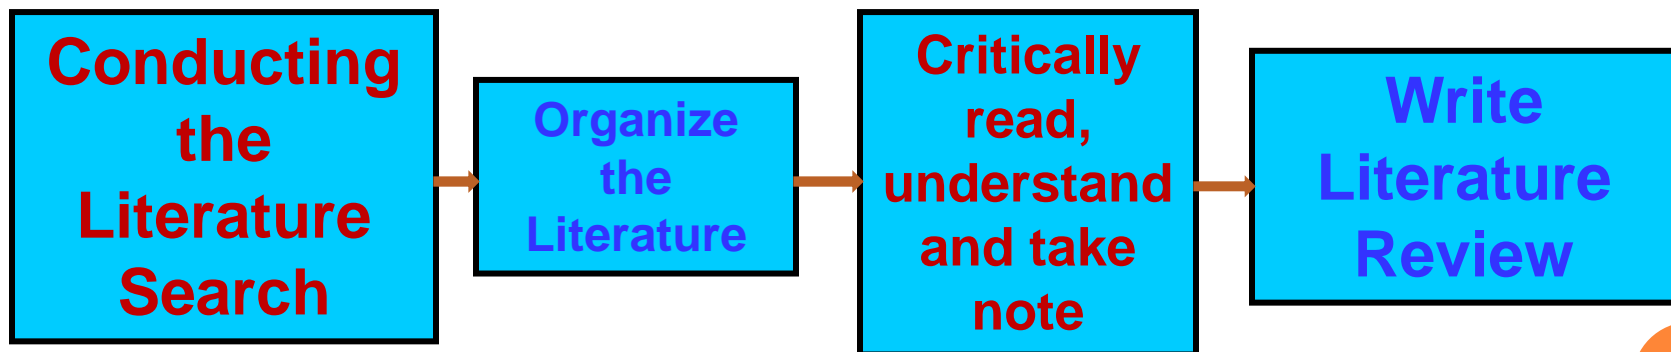 Conducting
the
Literature
Search
Organize
the
Literature
Critically
read,
understand
and take
note
Write
Literature
Review